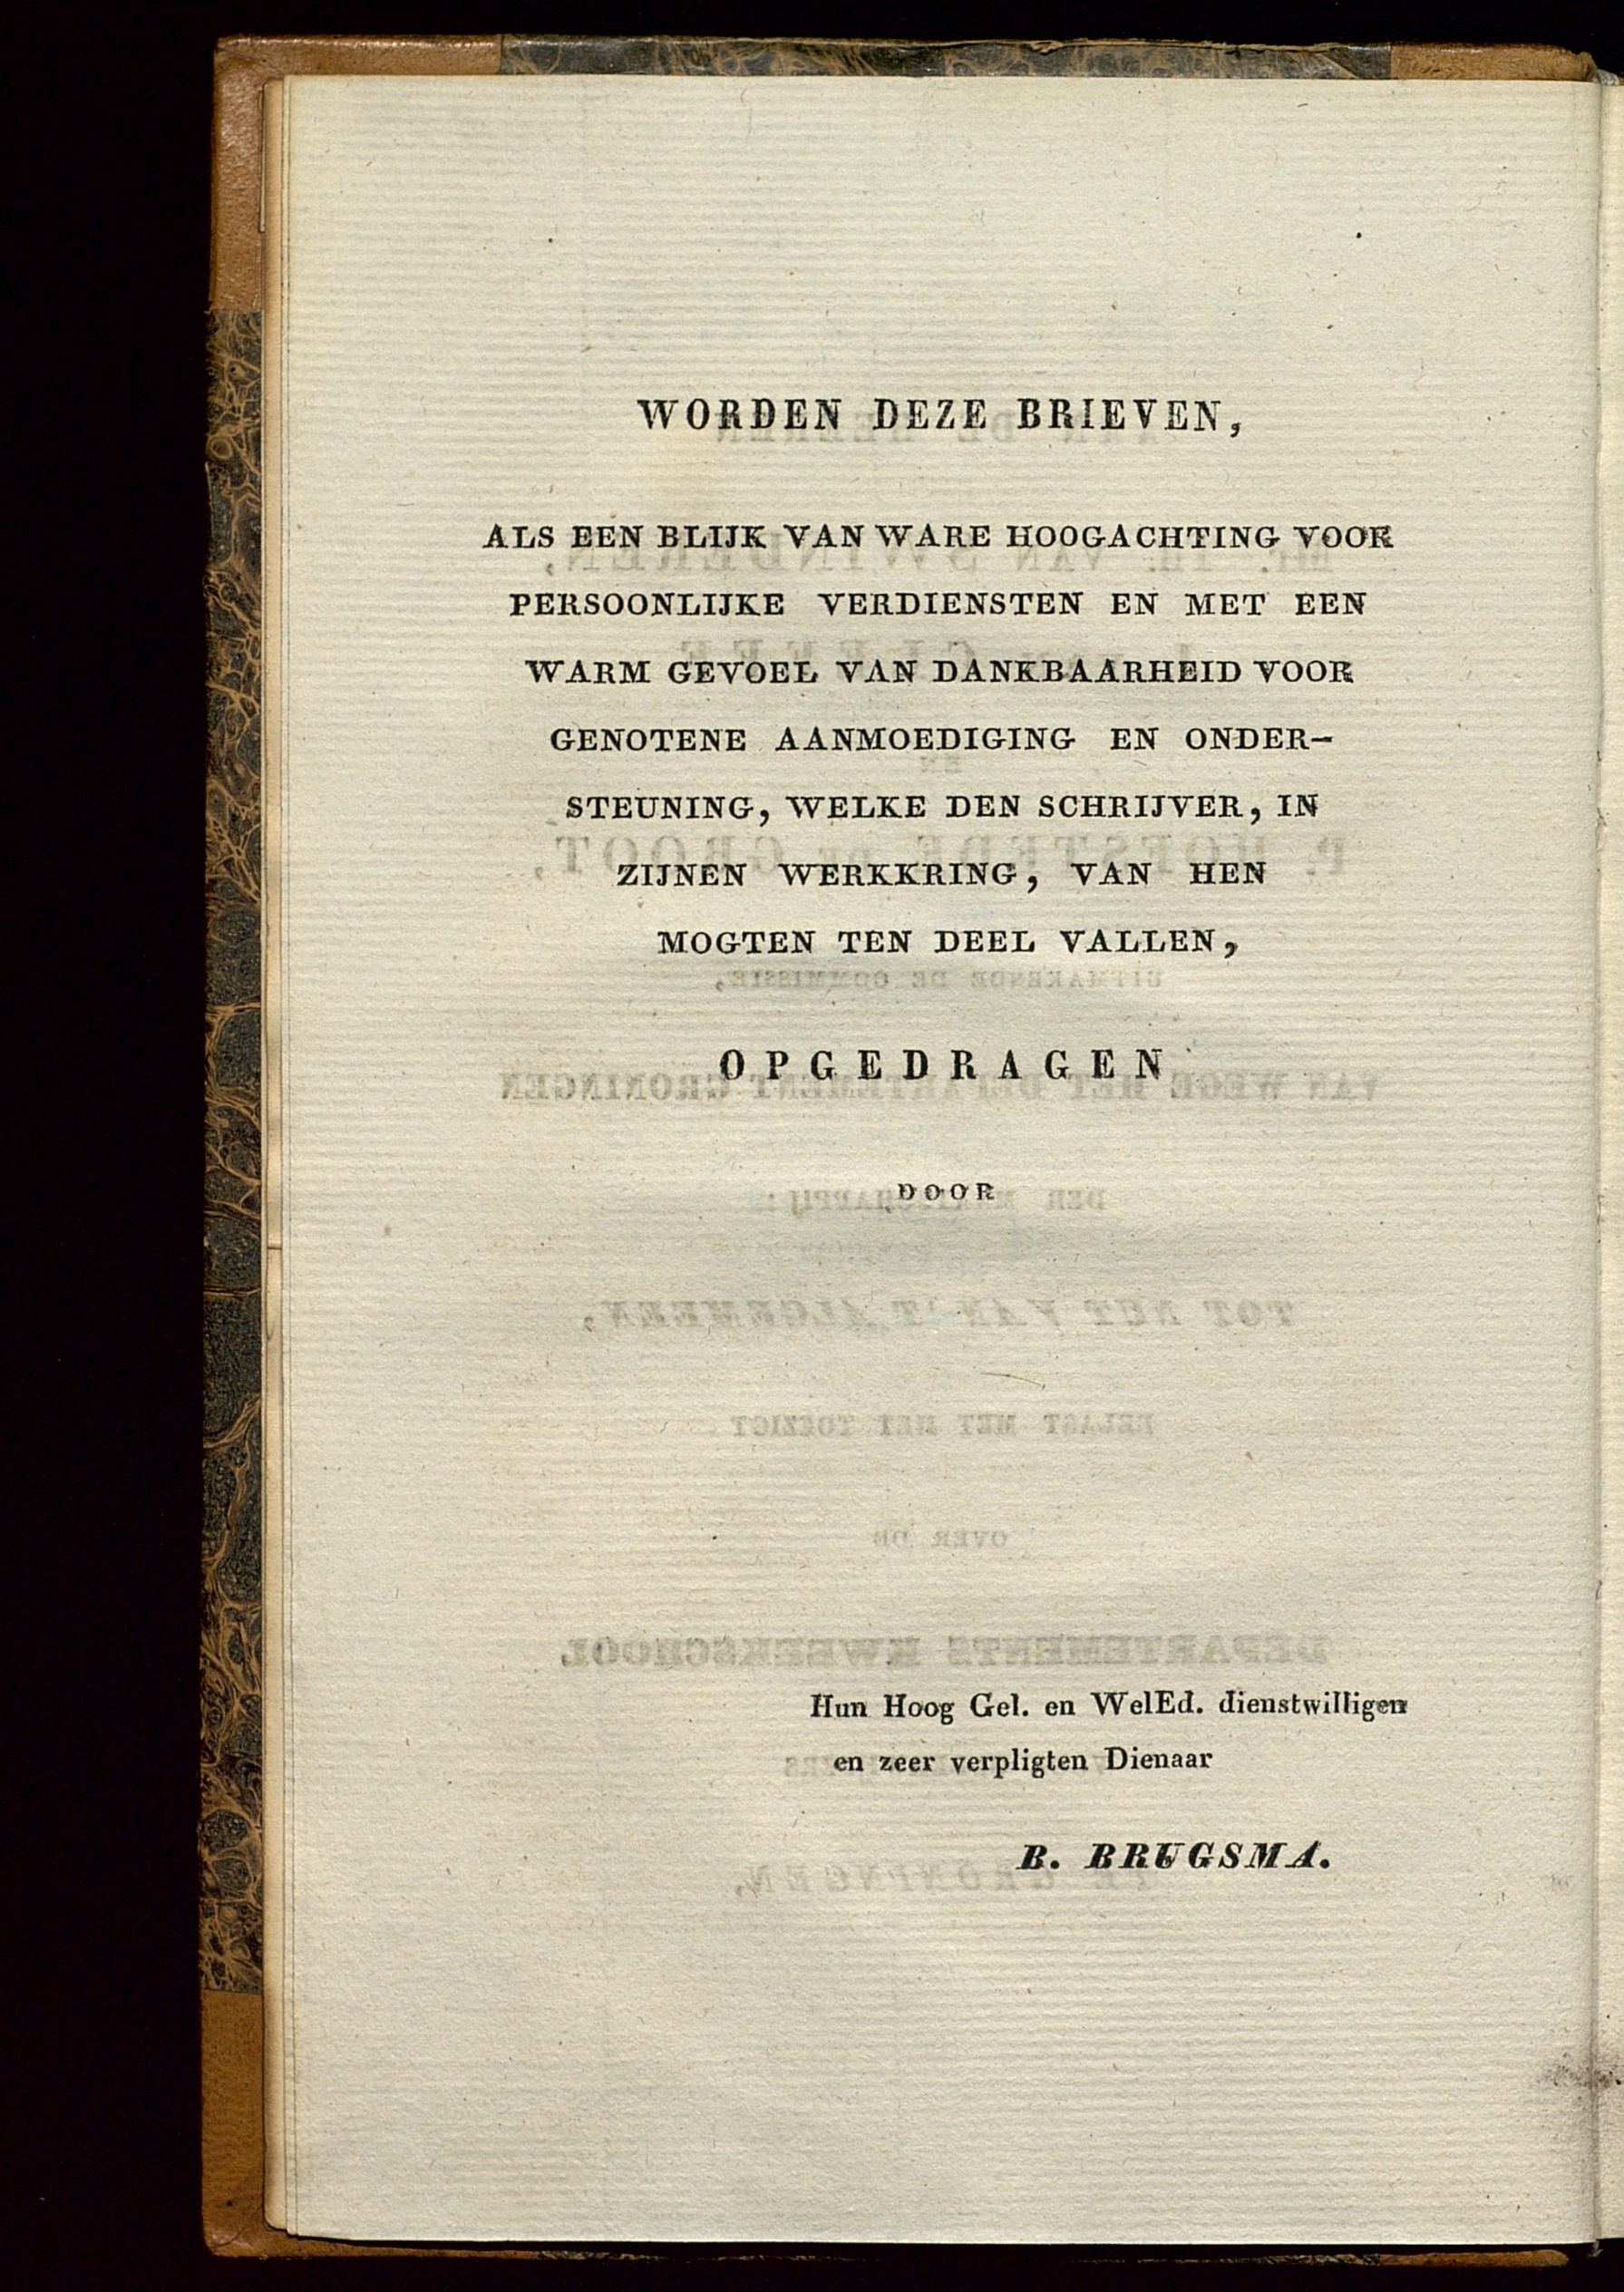 WORDEN DEZE BRIEVEN,
ALS EEN BLIJK VAN WARE HOOGACHTING VOOR
PERSOONLIJKE VERDIENSTEN EN MET EEN
WARM GEVOEL VAN DANKBAARHEID VOOR
GENOTENE AANMOEDIGING EN ONDER-
STEUNING, WELKE DEN SCHRIJVER, IN
ZIJNEN WERKKRING, VAN HEN
MOGTEN TEN DEEL VALLEN,
OPGEDRAGEN
DOOR
Hun Hoog Gel. en WelEd. dienstwilligen
en zeer verpligten Dienaar
B. BRUGSMA.